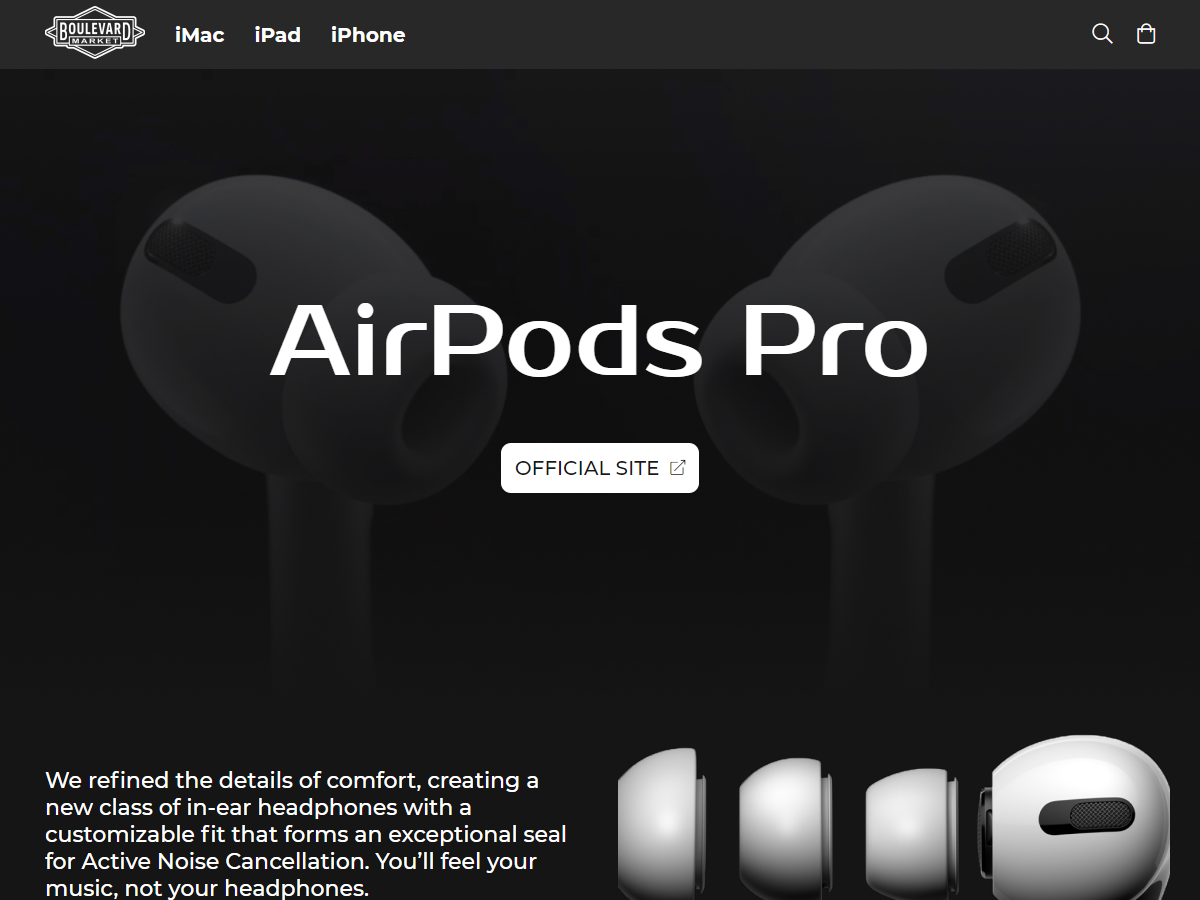 BOULEVARD
MARKET
iMac iPad iPhone
AirPods Pro
OFFICIAL SITE
We refined the details of comfort, creating a
new class of in-ear headphones with a
customizable fit that forms an exceptional seal
for Active Noise Cancellation. You’ll feel your
music, not your headphones.